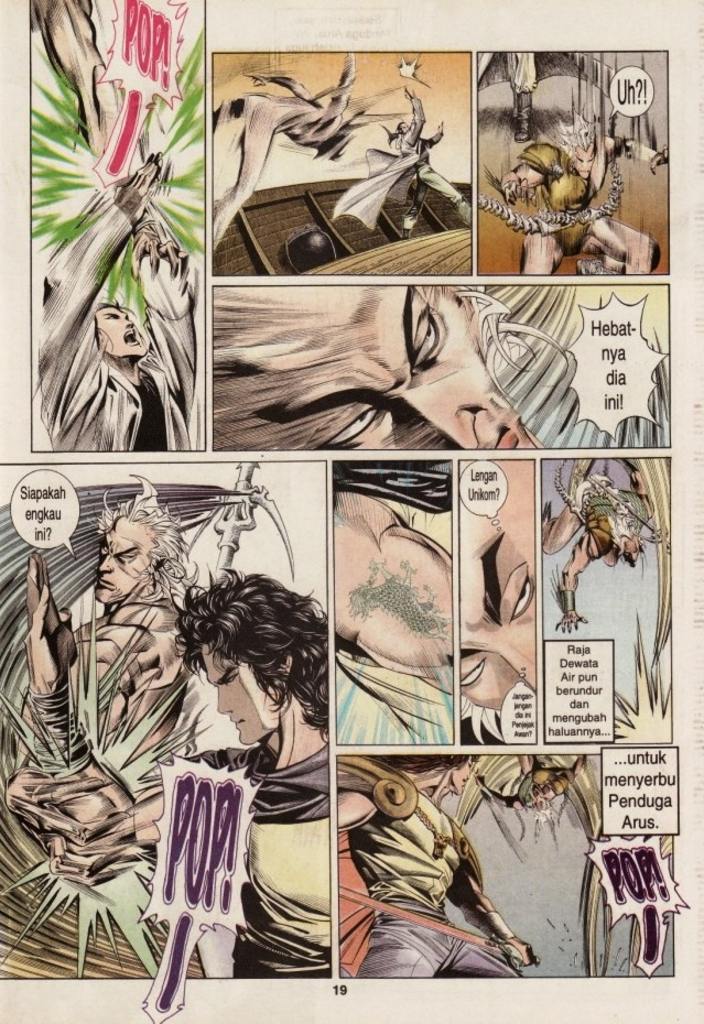 POP!
Uh?!
Hebat-
nya
dia
ini!
Siapakah
engkau
ini?
POP!
Lengan
Unikom?
Jangan-
jangan
dia ini
Penjejak
Awan?
Raja
Dewata
Air pun
berundur
dan
mengubah
haluannya...
...untuk
menyerbu
Penduga
Arus.
POP!
19